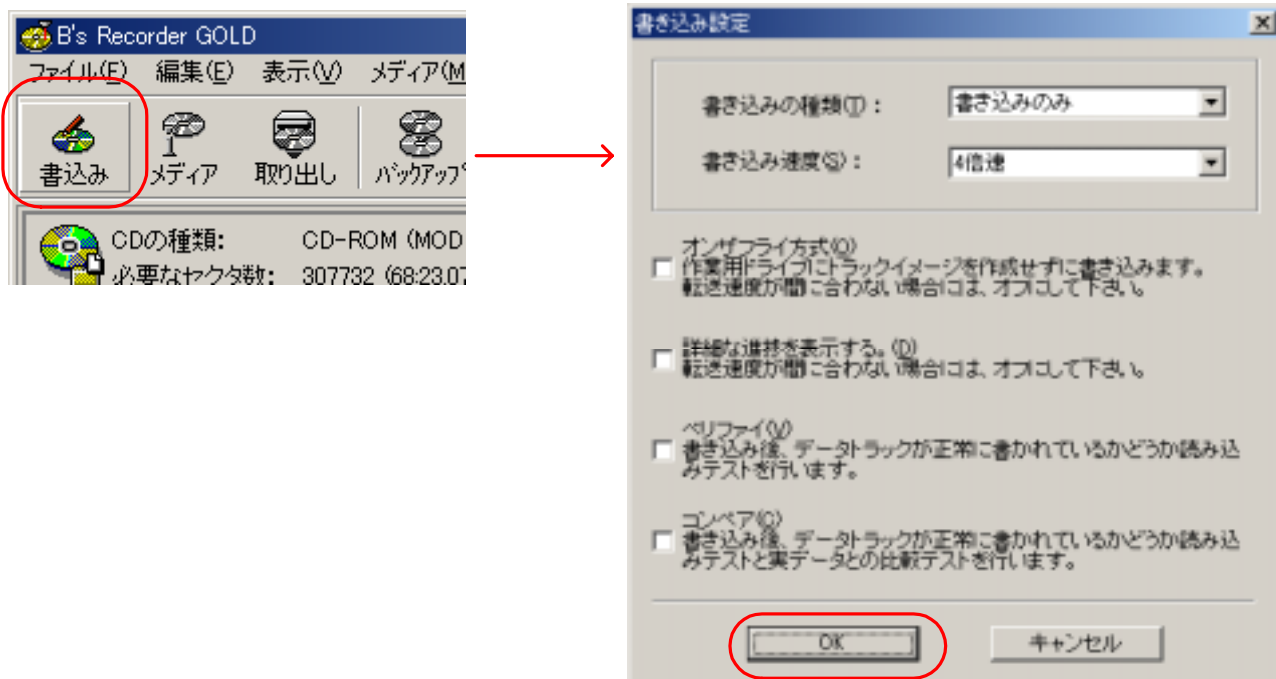 B's Recorder GOLD
ファイル(F) 編集(E) 表示(V) メディア(M
書込み メディア 取り出し バックアップ
CDの種類: CD-ROM (MOD
必要なセクタ数: 307732 (68:23.07
書き込み設定
書き込みの種類(T): 書き込みのみ
書き込み速度(S): 4倍速
オンザフライ方式(O)
作業用ドライブにトラックイメージを作成せずに書き込みます。
転送速度が間に合わない場合には、オフにして下さい。
詳細な進捗を表示する。(D)
転送速度が間に合わない場合には、オフにして下さい。
ベリファイ(V)
書き込み後、データトラックが正常に書かれているかどうか読み込
みテストを行います。
コンペア(C)
書き込み後、データトラックが正常に書かれているかどうか読み込
みテストと実データとの比較テストを行います。
OK キャンセル